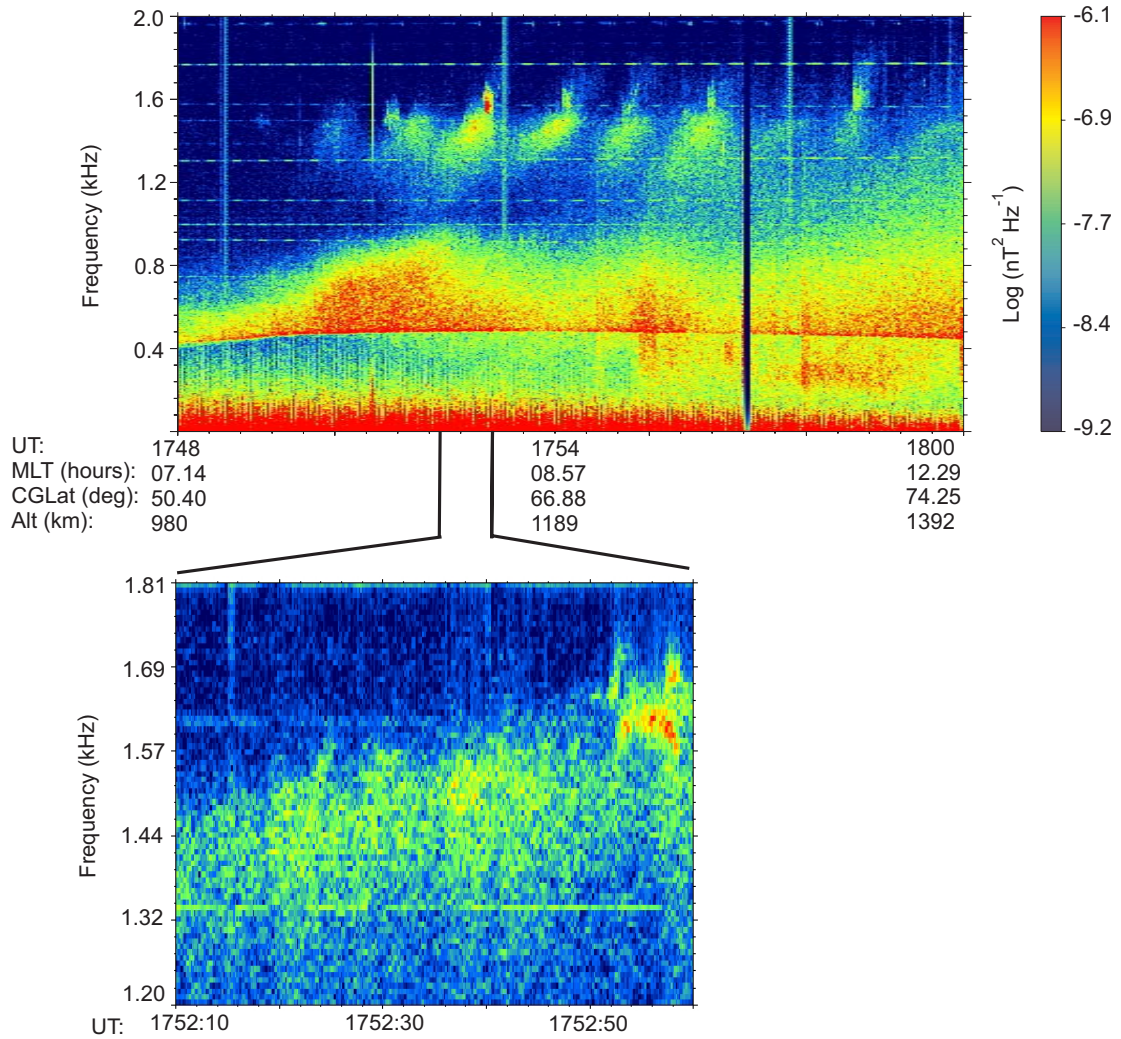 2.0
1.6
1.2
0.8
0.4
Frequency (kHz)
-6.1
-6.9
-7.7
-8.4
-9.2
Log (nT² Hz⁻¹)
UT: 1748 1754 1800
MLT (hours): 07.14 08.57 12.29
CGLat (deg): 50.40 66.88 74.25
Alt (km): 980 1189 1392
1.81
1.69
1.57
1.44
1.32
1.20
Frequency (kHz)
UT: 1752:10 1752:30 1752:50